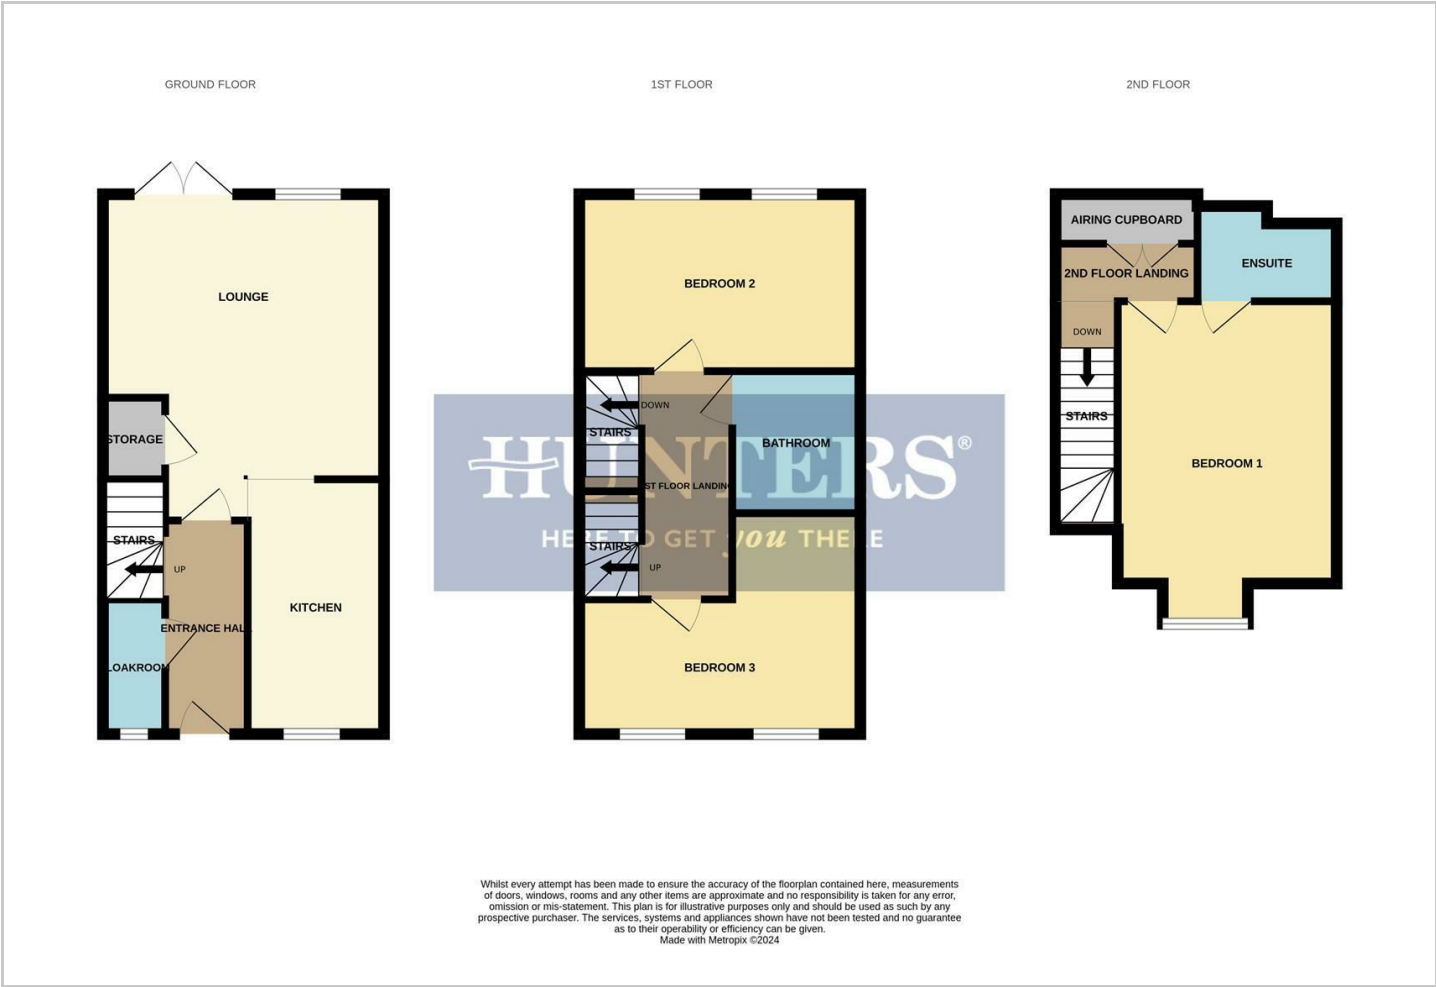 GROUND FLOOR
1ST FLOOR
2ND FLOOR
LOUNGE
STORAGE
STAIRS
UP
ENTRANCE HALL
LOAKROOM
KITCHEN
BEDROOM 2
DOWN
STAIRS
BATHROOM
ST FLOOR LANDING
STAIRS
UP
BEDROOM 3
HUNTERS®
HERE TO GET you THERE
AIRING CUPBOARD
2ND FLOOR LANDING
ENSUITE
DOWN
STAIRS
BEDROOM 1
Whilst every attempt has been made to ensure the accuracy of the floorplan contained here, measurements
of doors, windows, rooms and any other items are approximate and no responsibility is taken for any error,
omission or mis-statement. This plan is for illustrative purposes only and should be used as such by any
prospective purchaser. The services, systems and appliances shown have not been tested and no guarantee
as to their operability or efficiency can be given.
Made with Metropix ©2024